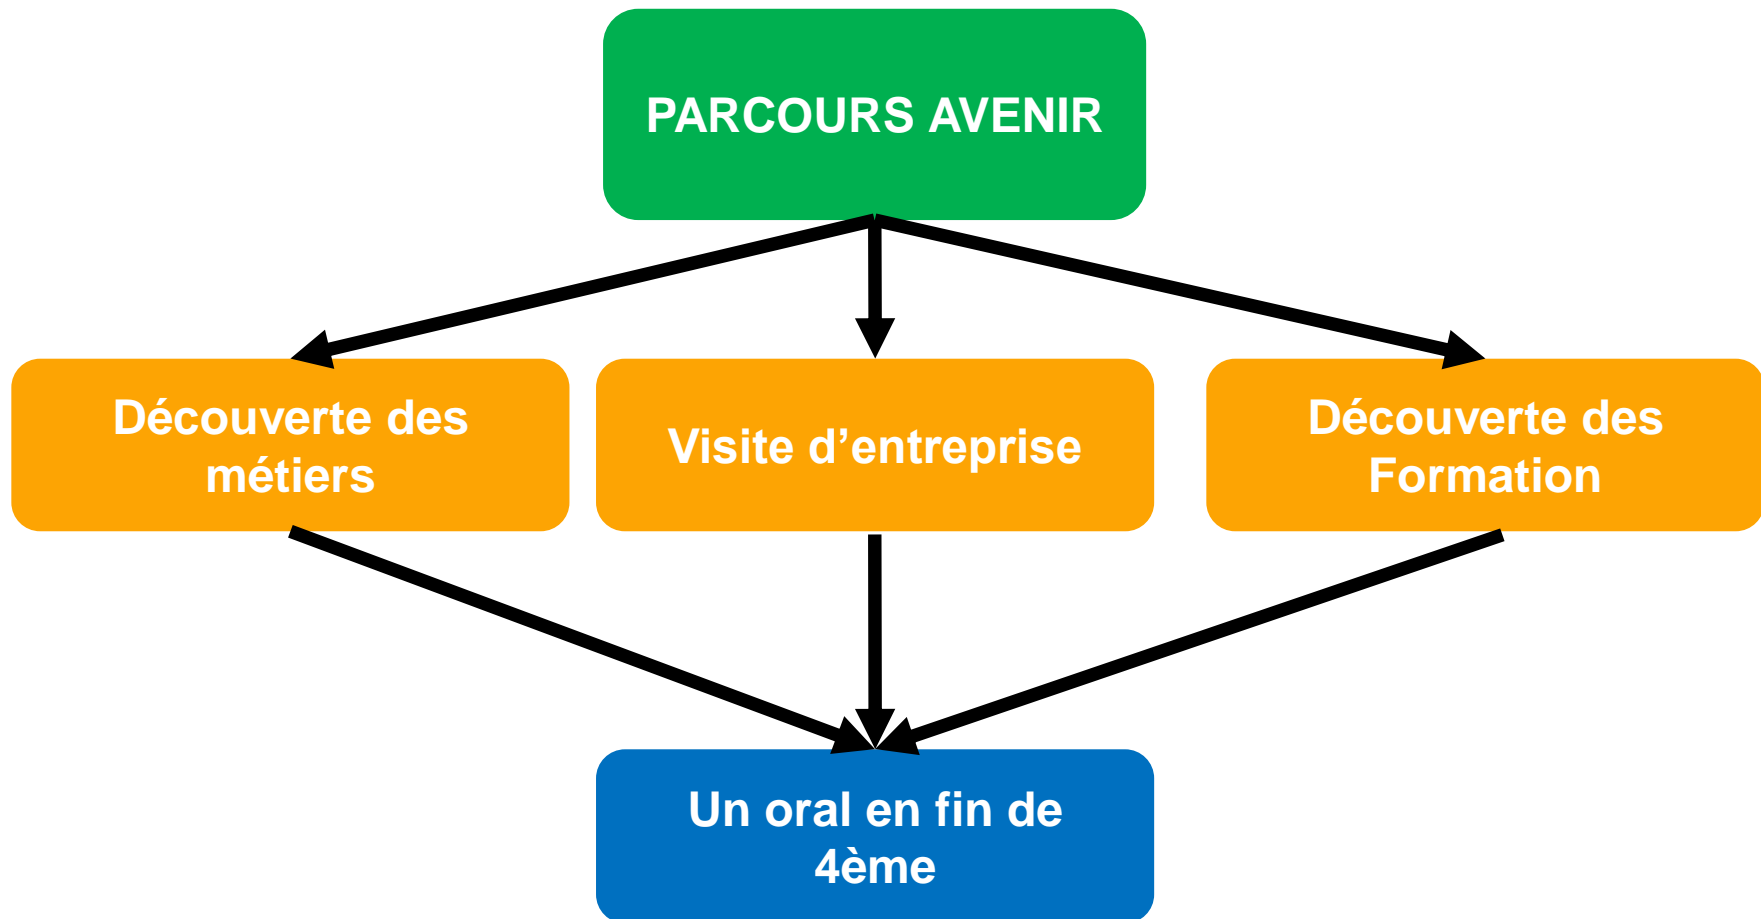 PARCOURS AVENIR
Découverte des
métiers
Visite d’entreprise
Découverte des
Formation
Un oral en fin de
4ème